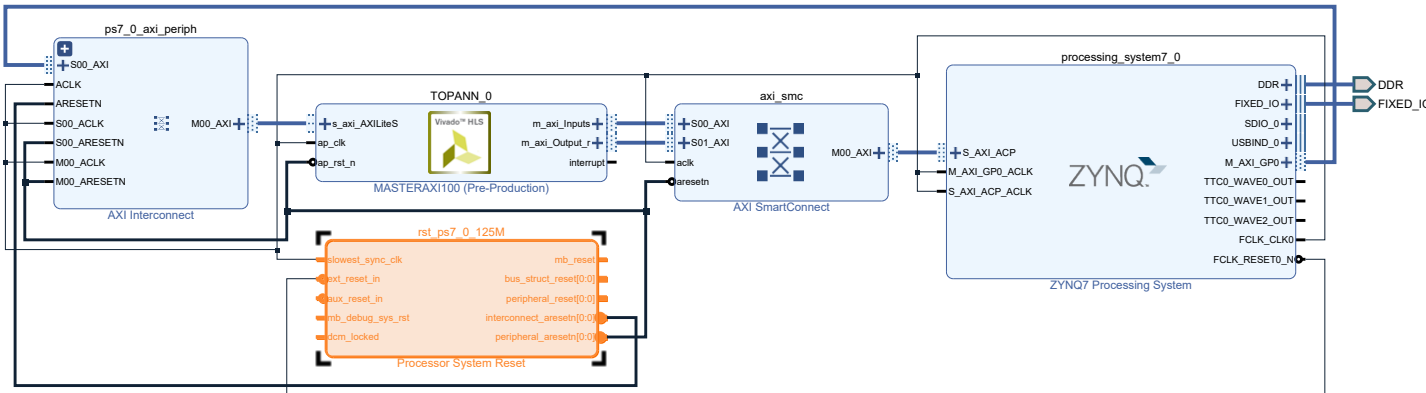 ps7_0_axi_periph
S00_AXI
ACLK
ARESETN
S00_ACLK
S00_ARESETN
M00_ACLK
M00_ARESETN
M00_AXI
AXI Interconnect
TOPANN_0
s_axi_AXILiteS
ap_clk
ap_rst_n
Vivado™ HLS
m_axi_Inputs
m_axi_Output_r
interrupt
MASTERAXI100 (Pre-Production)
axi_smc
S00_AXI
S01_AXI
aclk
aresetn
M00_AXI
AXI SmartConnect
processing_system7_0
S_AXI_ACP
M_AXI_GP0_ACLK
S_AXI_ACP_ACLK
ZYNQ
DDR
FIXED_IO
SDIO_0
USBIND_0
M_AXI_GP0
TTC0_WAVE0_OUT
TTC0_WAVE1_OUT
TTC0_WAVE2_OUT
FCLK_CLK0
FCLK_RESET0_N
ZYNQ7 Processing System
DDR
FIXED_IO
rst_ps7_0_125M
slowest_sync_clk
ext_reset_in
aux_reset_in
mb_debug_sys_rst
dcm_locked
mb_reset
bus_struct_reset[0:0]
peripheral_reset[0:0]
interconnect_aresetn[0:0]
peripheral_aresetn[0:0]
Processor System Reset